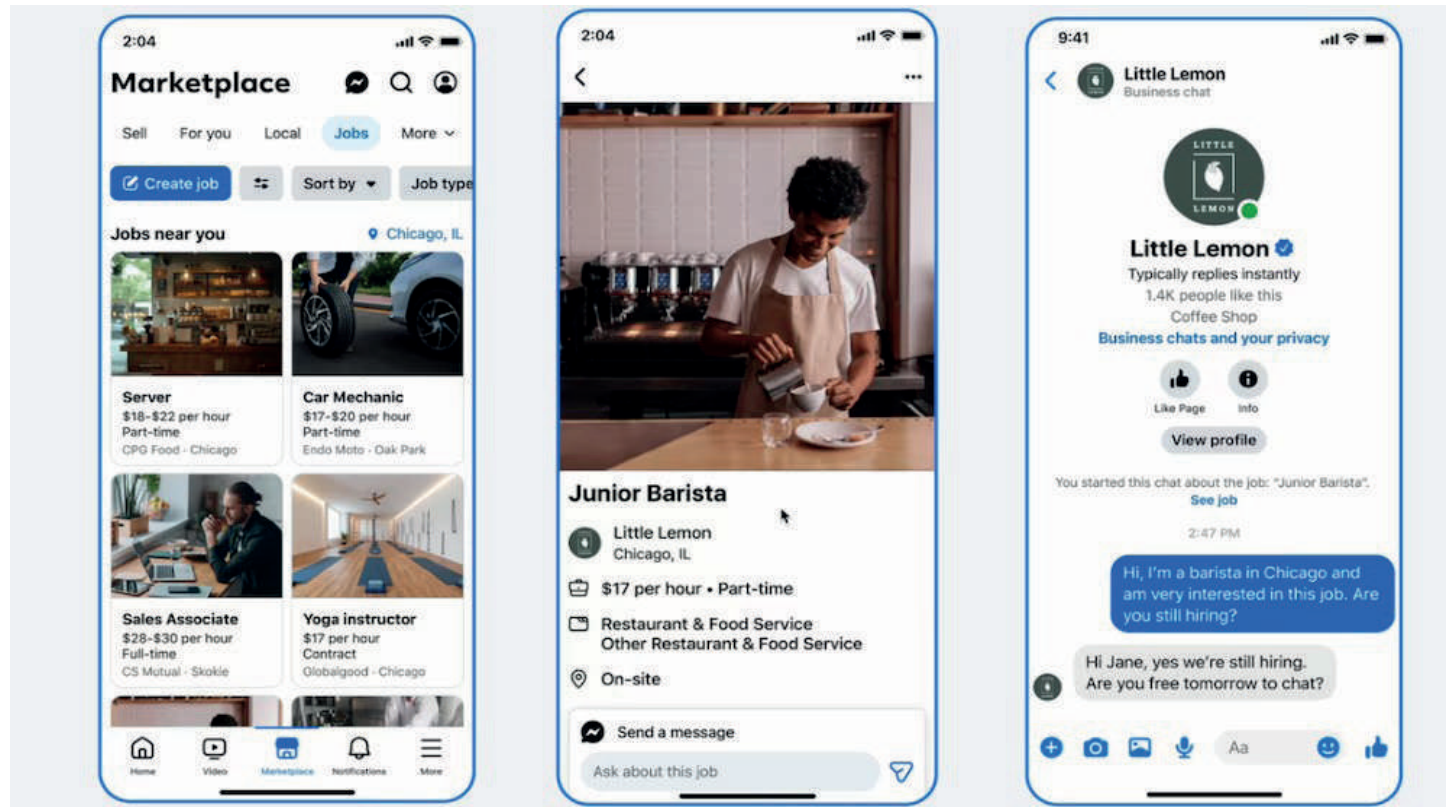 2:04
Marketplace
Sell For you Local Jobs More
Create job Sort by Job type
Jobs near you Chicago, IL
Server
$18-$22 per hour
Part-time
CPG Food · Chicago
Car Mechanic
$17-$20 per hour
Part-time
Endo Moto · Oak Park
Sales Associate
$28-$30 per hour
Full-time
CS Mutual · Skokie
Yoga instructor
$17 per hour
Contract
Globalgood · Chicago
Home Video Marketplace Notifications More
2:04
Junior Barista
Little Lemon
Chicago, IL
$17 per hour • Part-time
Restaurant & Food Service
Other Restaurant & Food Service
On-site
Send a message
Ask about this job
9:41
Little Lemon
Business chat
LITTLE
LEMON
Little Lemon
Typically replies instantly
1.4K people like this
Coffee Shop
Business chats and your privacy
Like Page Info
View profile
You started this chat about the job: "Junior Barista".
See job
2:47 PM
Hi, I'm a barista in Chicago and
am very interested in this job. Are
you still hiring?
Hi Jane, yes we're still hiring.
Are you free tomorrow to chat?
Aa